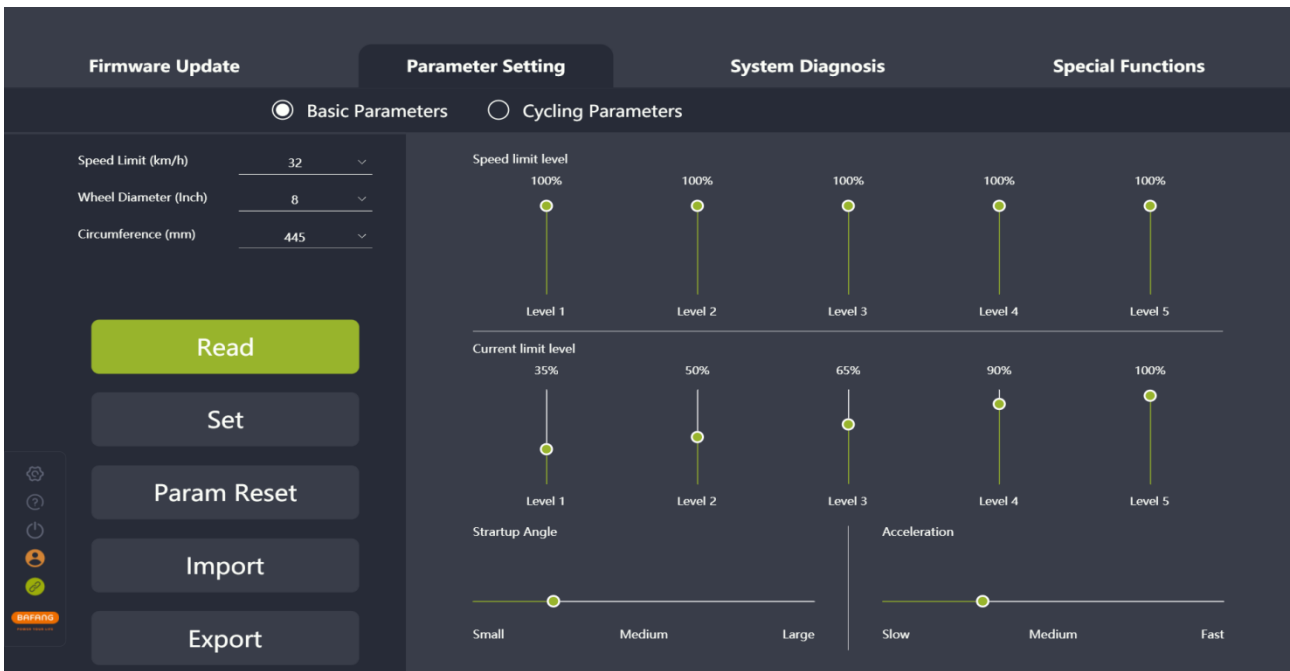 Firmware Update
Parameter Setting
System Diagnosis
Special Functions
Basic Parameters
Cycling Parameters
Speed Limit (km/h) 32
Wheel Diameter (Inch) 8
Circumference (mm) 445
Read
Set
Param Reset
Import
Export
BAFANG
Speed limit level
100% 100% 100% 100% 100%
Level 1 Level 2 Level 3 Level 4 Level 5
Current limit level
35% 50% 65% 90% 100%
Level 1 Level 2 Level 3 Level 4 Level 5
Strartup Angle
Small Medium Large
Acceleration
Slow Medium Fast